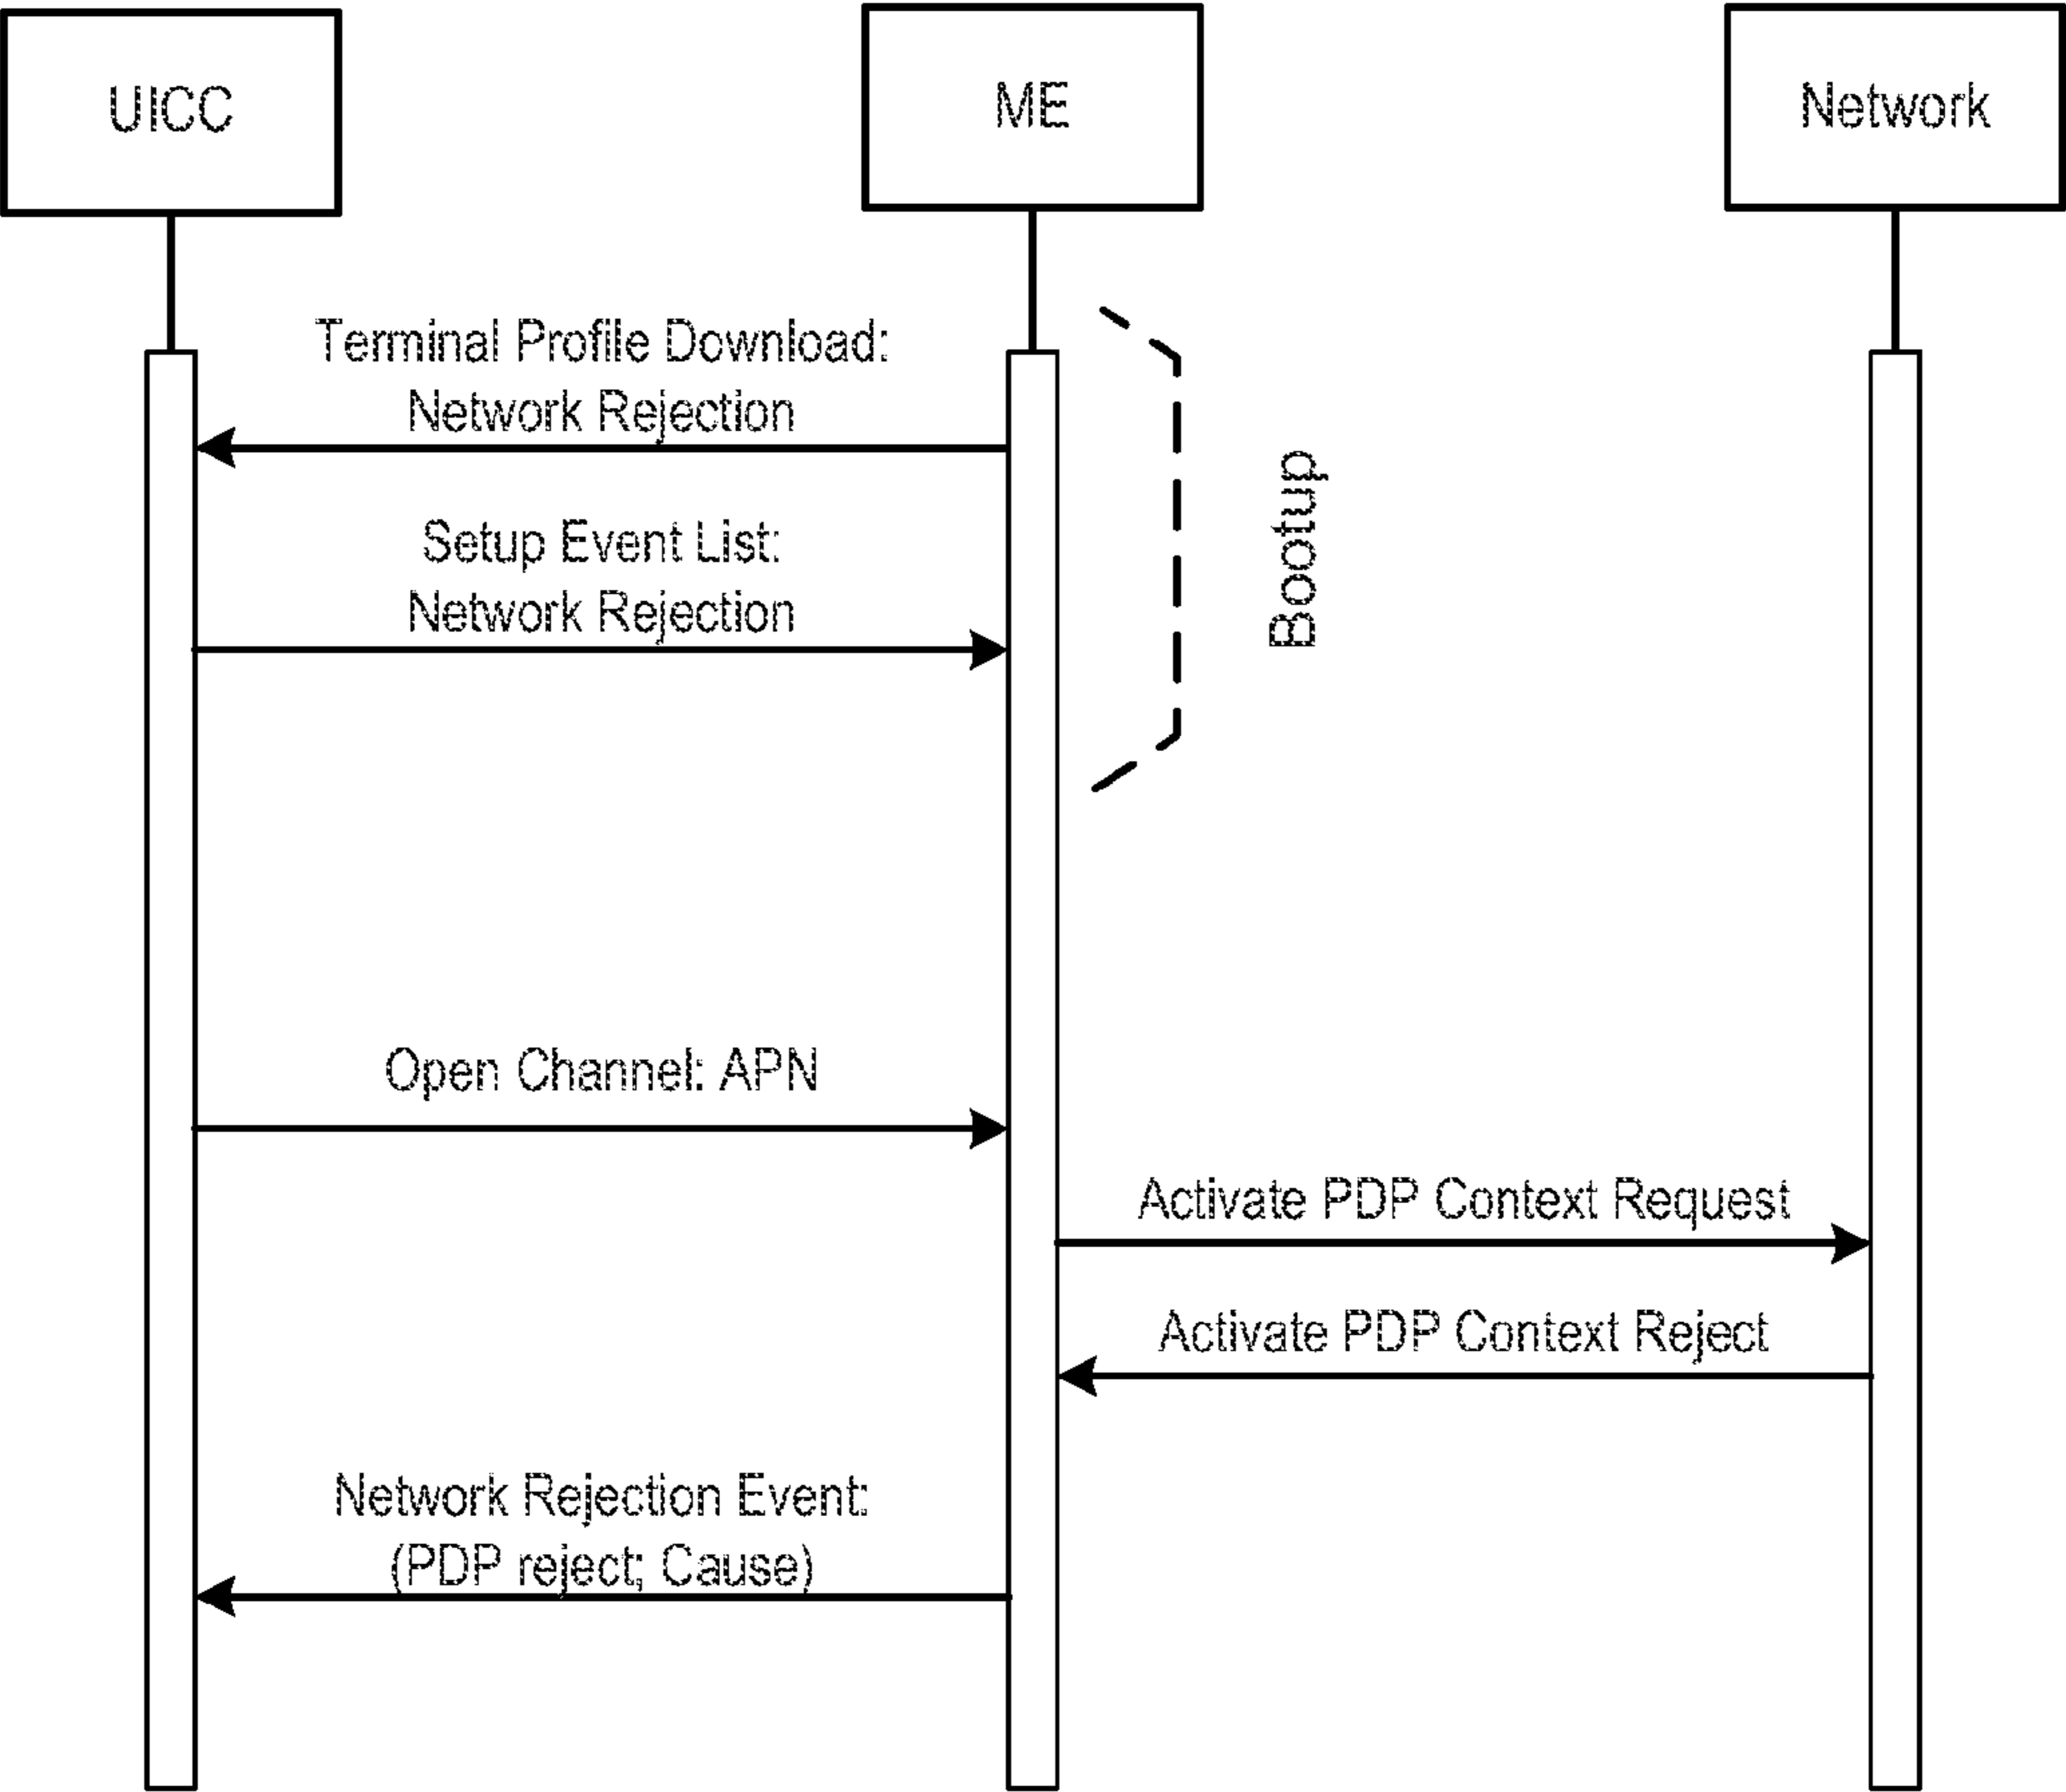 UICC
ME
Network
Terminal Profile Download:
Network Rejection
Setup Event List:
Network Rejection
Bootup
Open Channel: APN
Activate PDP Context Request
Activate PDP Context Reject
Network Rejection Event:
(PDP reject; Cause)